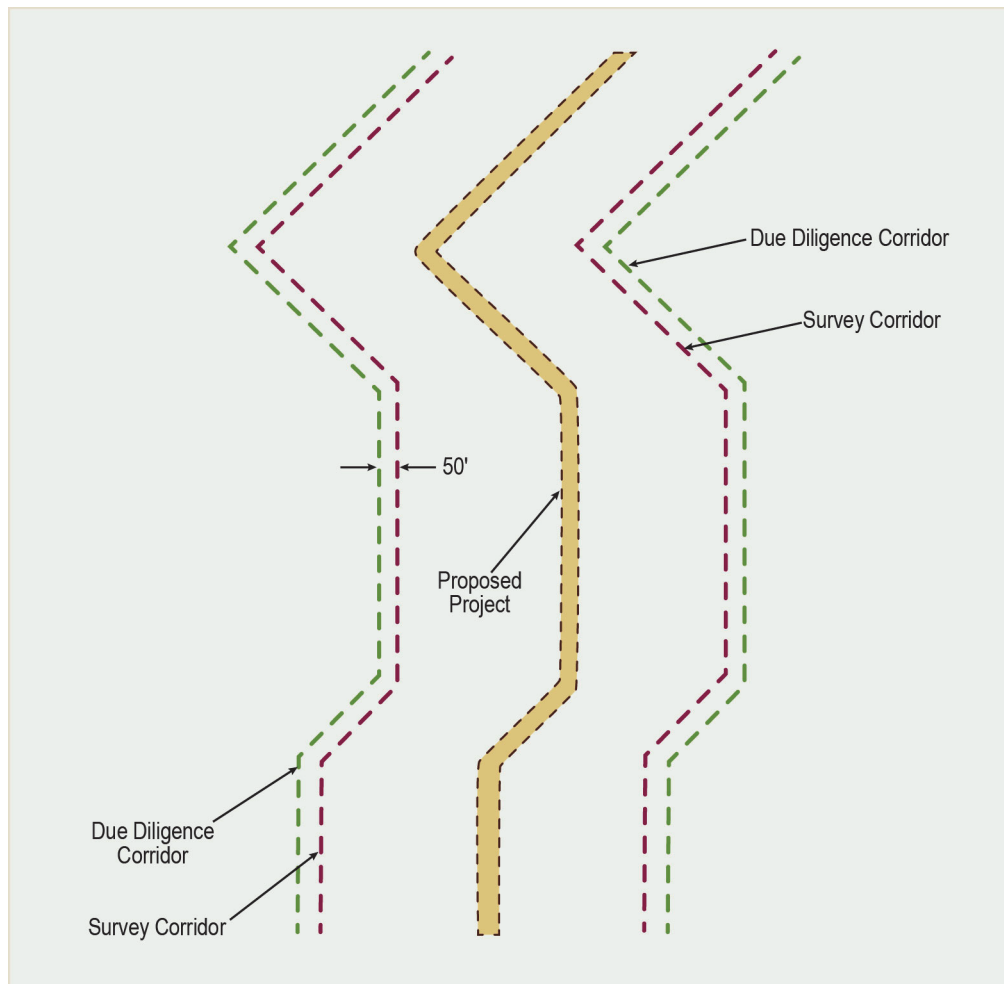 Due Diligence Corridor
Survey Corridor
50'
Proposed
Project
Due Diligence
Corridor
Survey Corridor